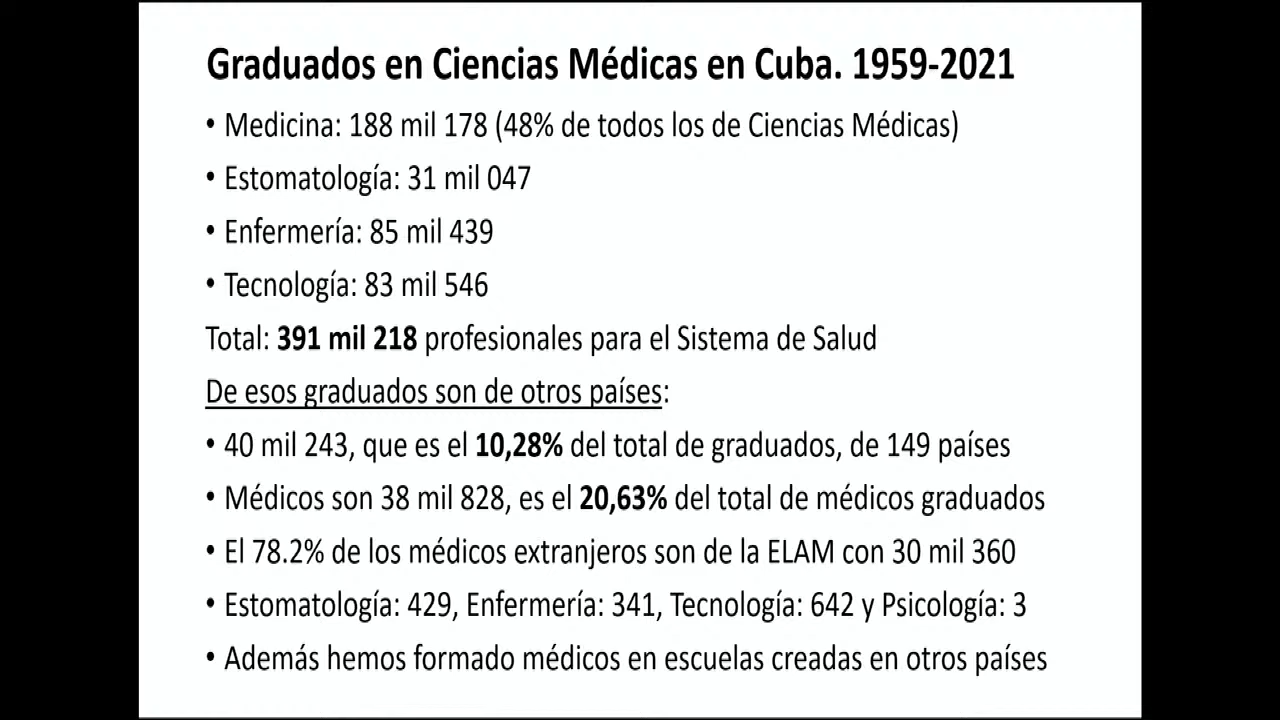 Graduados en Ciencias Médicas en Cuba. 1959-2021
• Medicina: 188 mil 178 (48% de todos los de Ciencias Médicas)
• Estomatología: 31 mil 047
• Enfermería: 85 mil 439
• Tecnología: 83 mil 546
Total: 391 mil 218 profesionales para el Sistema de Salud
De esos graduados son de otros países:
• 40 mil 243, que es el 10,28% del total de graduados, de 149 países
• Médicos son 38 mil 828, es el 20,63% del total de médicos graduados
• El 78.2% de los médicos extranjeros son de la ELAM con 30 mil 360
• Estomatología: 429, Enfermería: 341, Tecnología: 642 y Psicología: 3
• Además hemos formado médicos en escuelas creadas en otros países